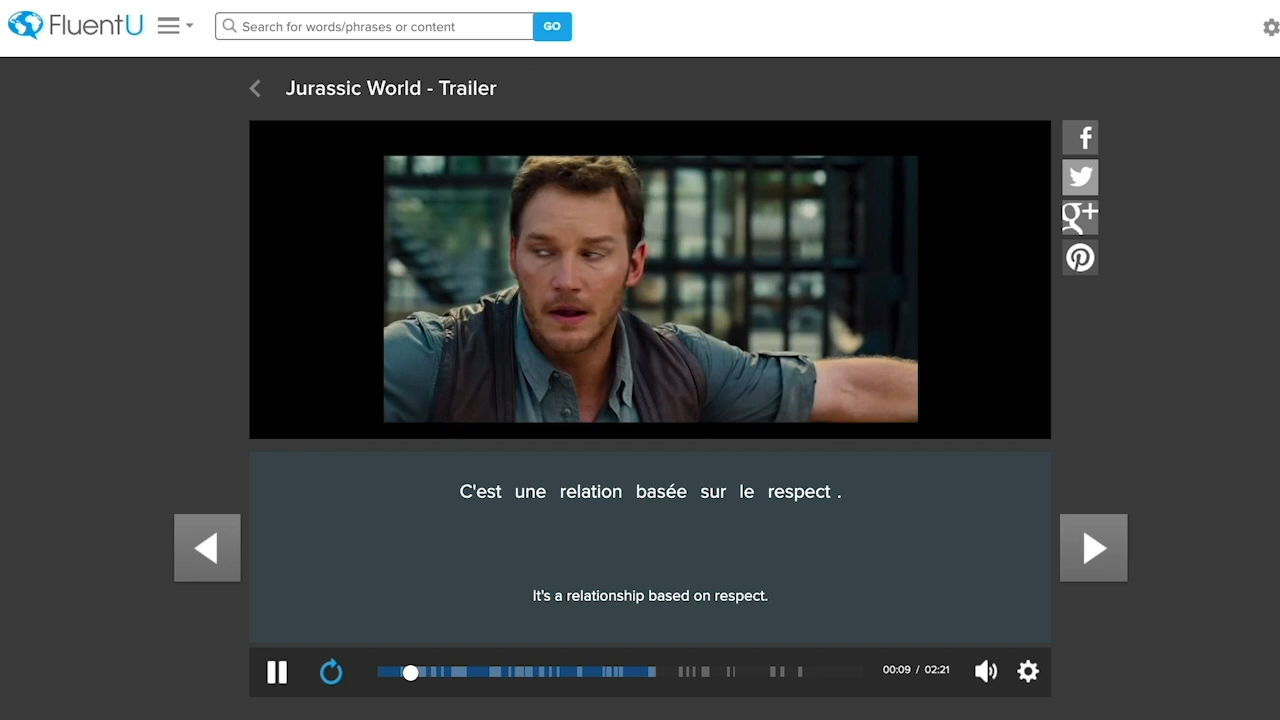 FluentU
Search for words/phrases or content
GO
Jurassic World - Trailer
f
g+
C'est une relation basée sur le respect .
It's a relationship based on respect.
00:09 / 02:21